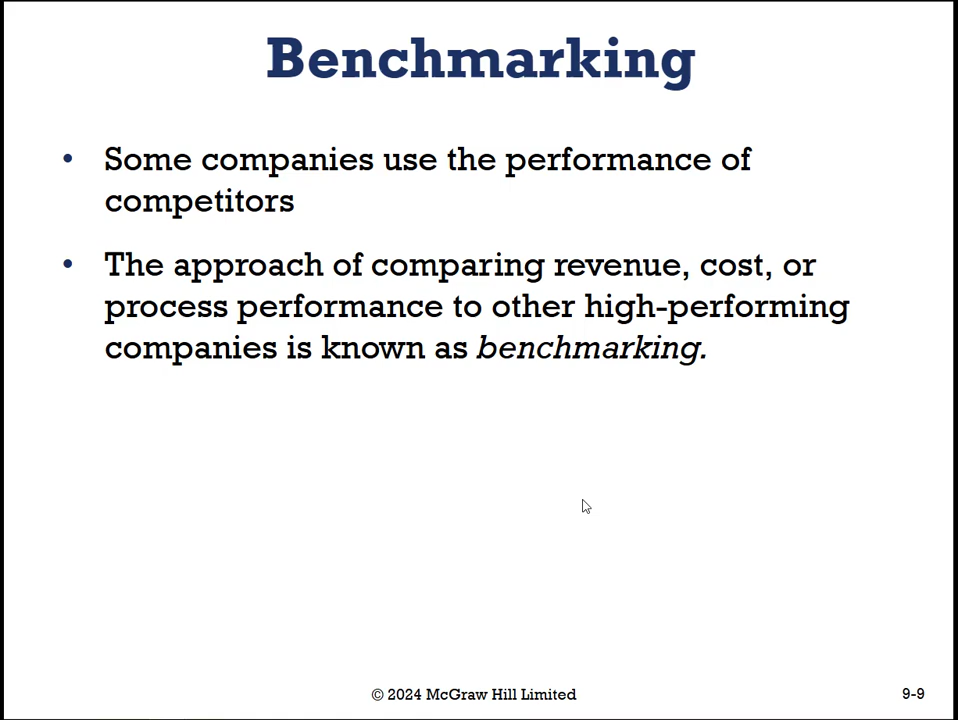 Benchmarking
• Some companies use the performance of
competitors
• The approach of comparing revenue, cost, or
process performance to other high-performing
companies is known as benchmarking.
© 2024 McGraw Hill Limited
9-9